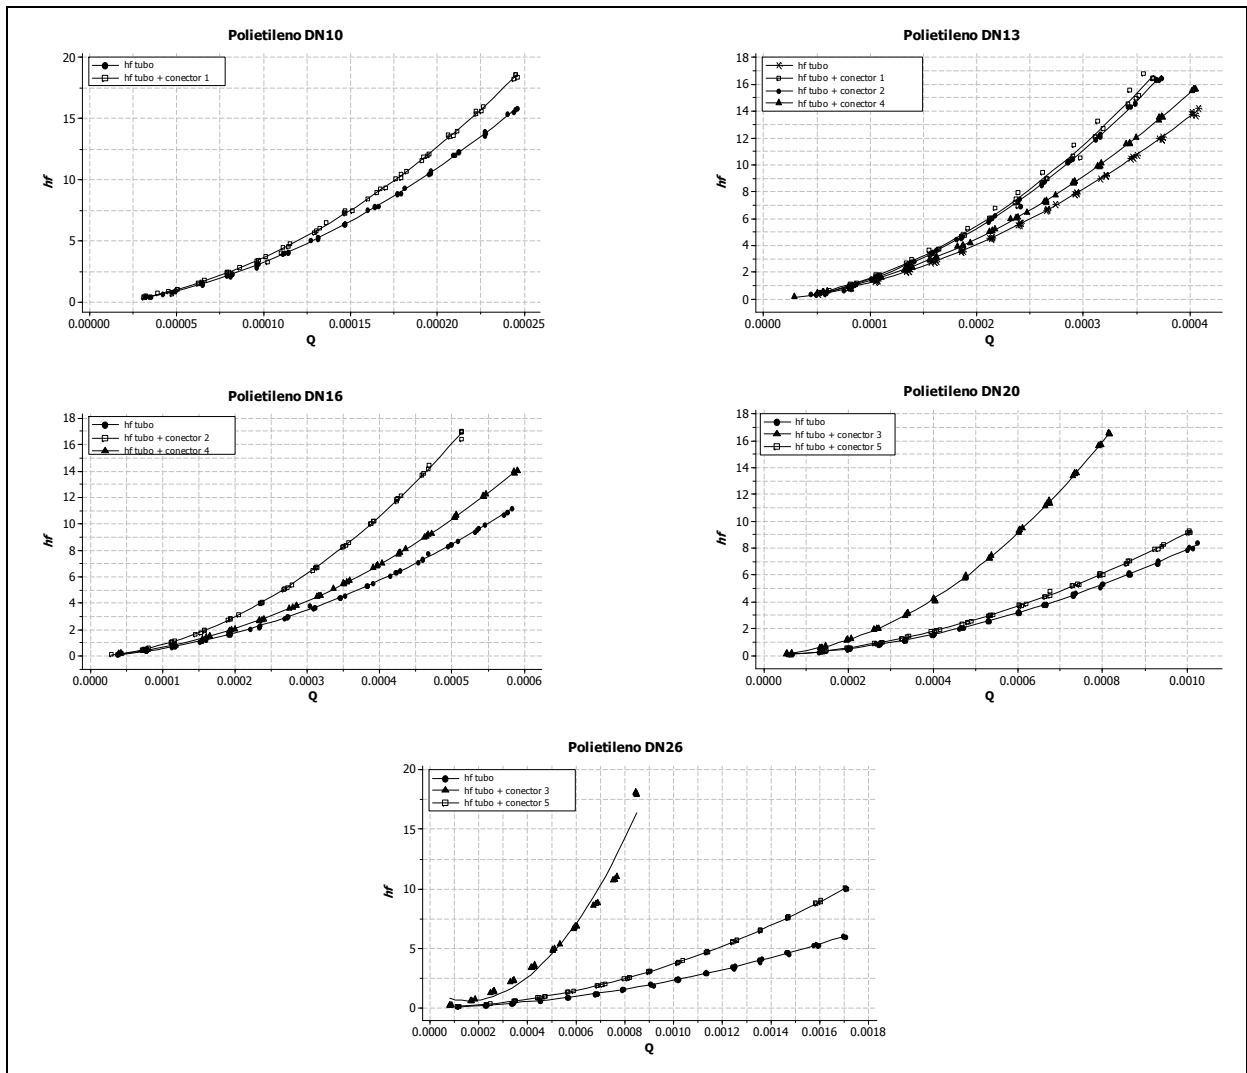 Polietileno DN10
hf tubo
hf tubo + conector 1
20
15
10
5
0
hf
0.00000 0.00005 0.00010 0.00015 0.00020 0.00025
Q
Polietileno DN13
hf tubo
hf tubo + conector 1
hf tubo + conector 2
hf tubo + conector 4
18
16
14
12
10
8
6
4
2
0
hf
0.0000 0.0001 0.0002 0.0003 0.0004
Q
Polietileno DN16
hf tubo
hf tubo + conector 2
hf tubo + conector 4
18
16
14
12
10
8
6
4
2
0
hf
0.0000 0.0001 0.0002 0.0003 0.0004 0.0005 0.0006
Q
Polietileno DN20
hf tubo
hf tubo + conector 3
hf tubo + conector 5
18
16
14
12
10
8
6
4
2
0
hf
0.0000 0.0002 0.0004 0.0006 0.0008 0.0010
Q
Polietileno DN26
hf tubo
hf tubo + conector 3
hf tubo + conector 5
20
15
10
5
0
hf
0.0000 0.0002 0.0004 0.0006 0.0008 0.0010 0.0012 0.0014 0.0016 0.0018
Q